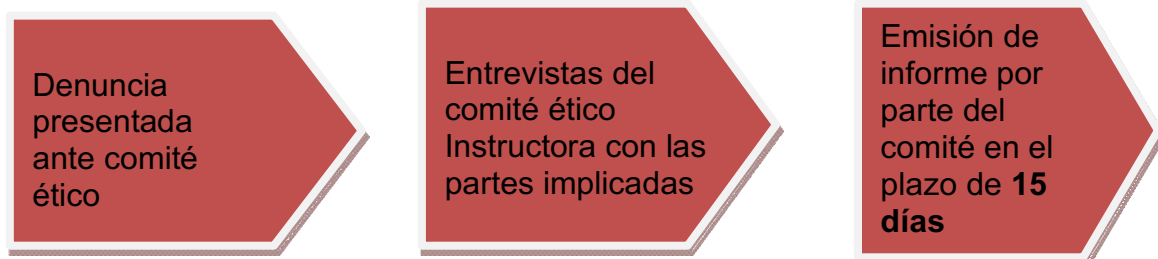 Denuncia
presentada
ante comité
ético
Entrevistas del
comité ético
Instructora con las
partes implicadas
Emisión de
informe por
parte del
comité en el
plazo de 15
días